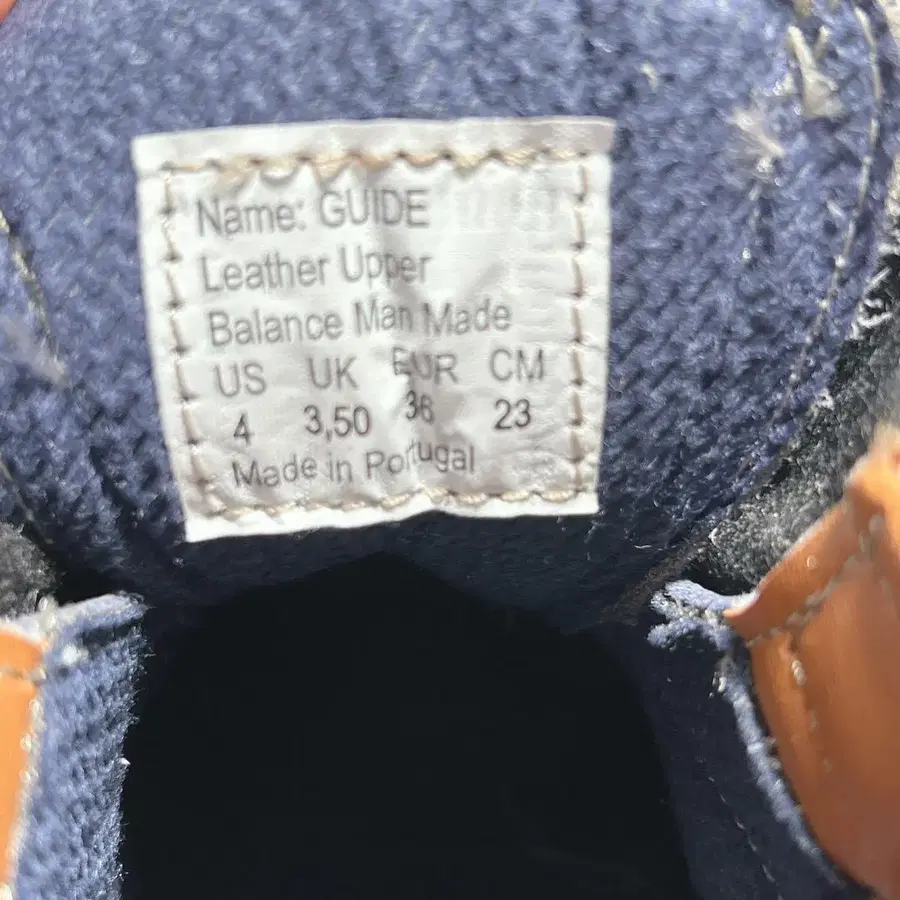 Name: GUIDE
Leather Upper
Balance Man Made
US UK EUR CM
4 3,50 36 23
Made in Portugal